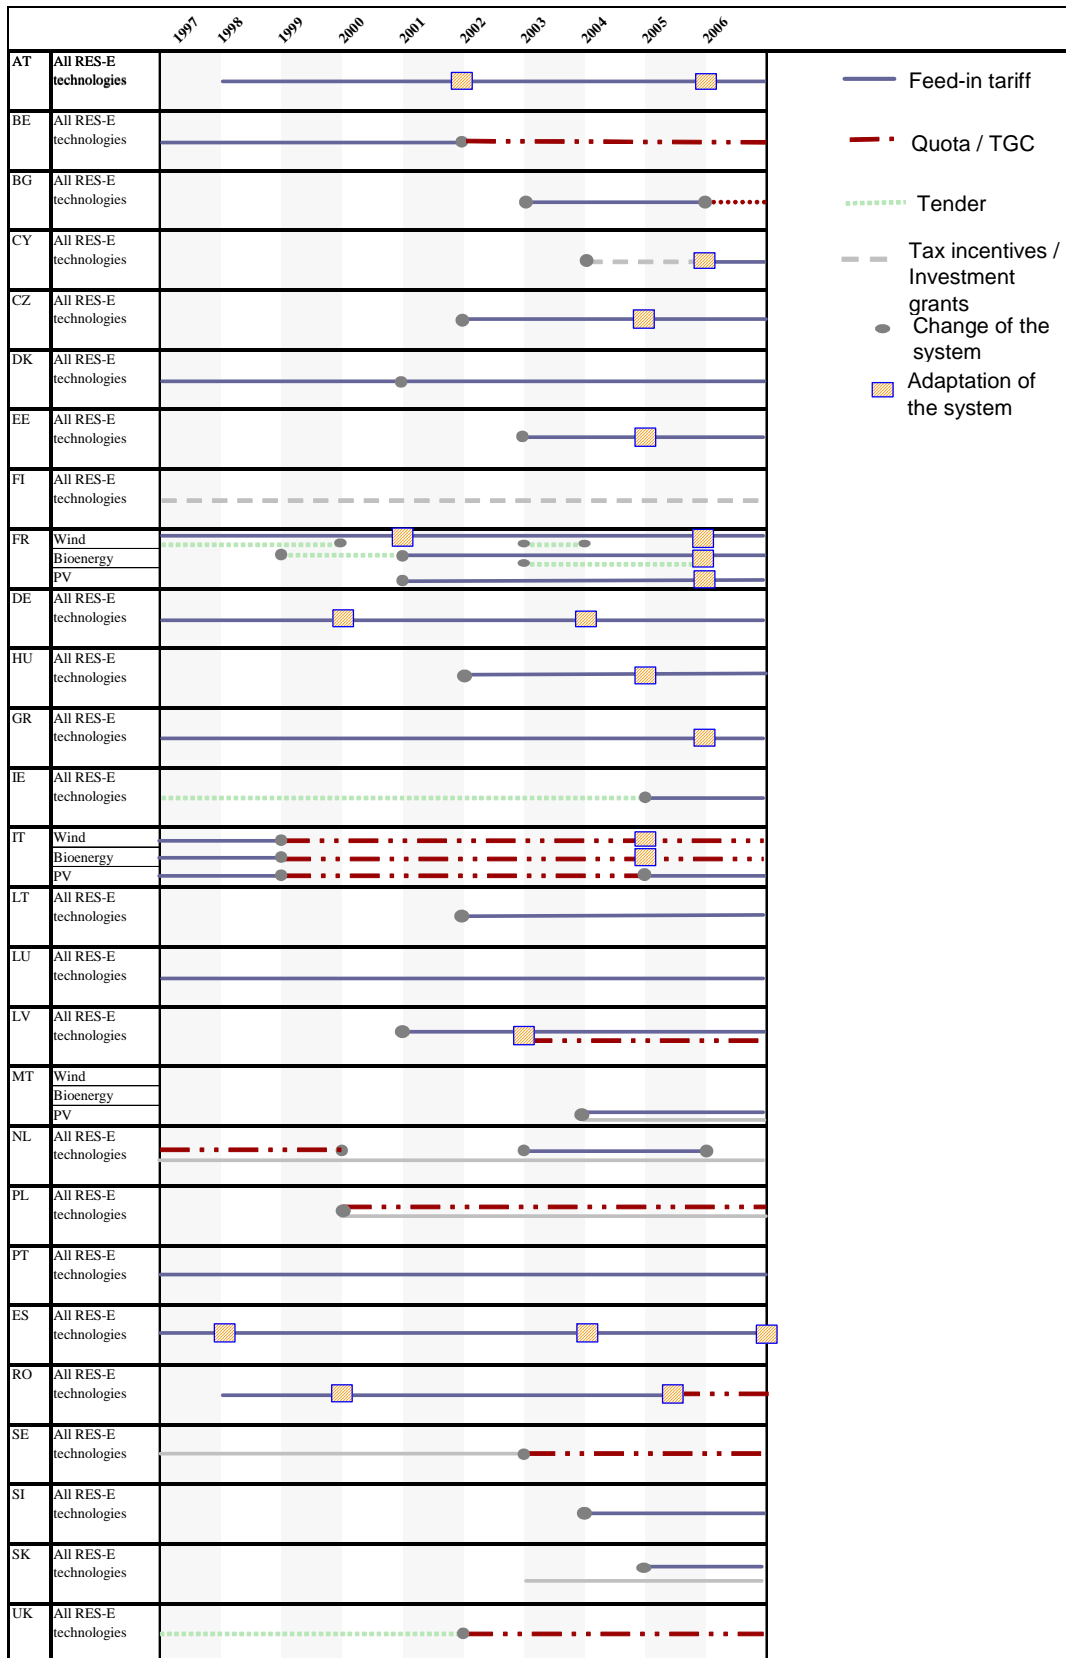 1997 1998 1999 2000 2001 2002 2003 2004 2005 2006
AT All RES-E
technologies
BE All RES-E
technologies
BG All RES-E
technologies
CY All RES-E
technologies
CZ All RES-E
technologies
DK All RES-E
technologies
EE All RES-E
technologies
FI All RES-E
technologies
FR Wind
Bioenergy
PV
DE All RES-E
technologies
HU All RES-E
technologies
GR All RES-E
technologies
IE All RES-E
technologies
IT Wind
Bioenergy
PV
LT All RES-E
technologies
LU All RES-E
technologies
LV All RES-E
technologies
MT Wind
Bioenergy
PV
NL All RES-E
technologies
PL All RES-E
technologies
PT All RES-E
technologies
ES All RES-E
technologies
RO All RES-E
technologies
SE All RES-E
technologies
SI All RES-E
technologies
SK All RES-E
technologies
UK All RES-E
technologies
Feed-in tariff
Quota / TGC
Tender
Tax incentives /
Investment
grants
Change of the
system
Adaptation of
the system